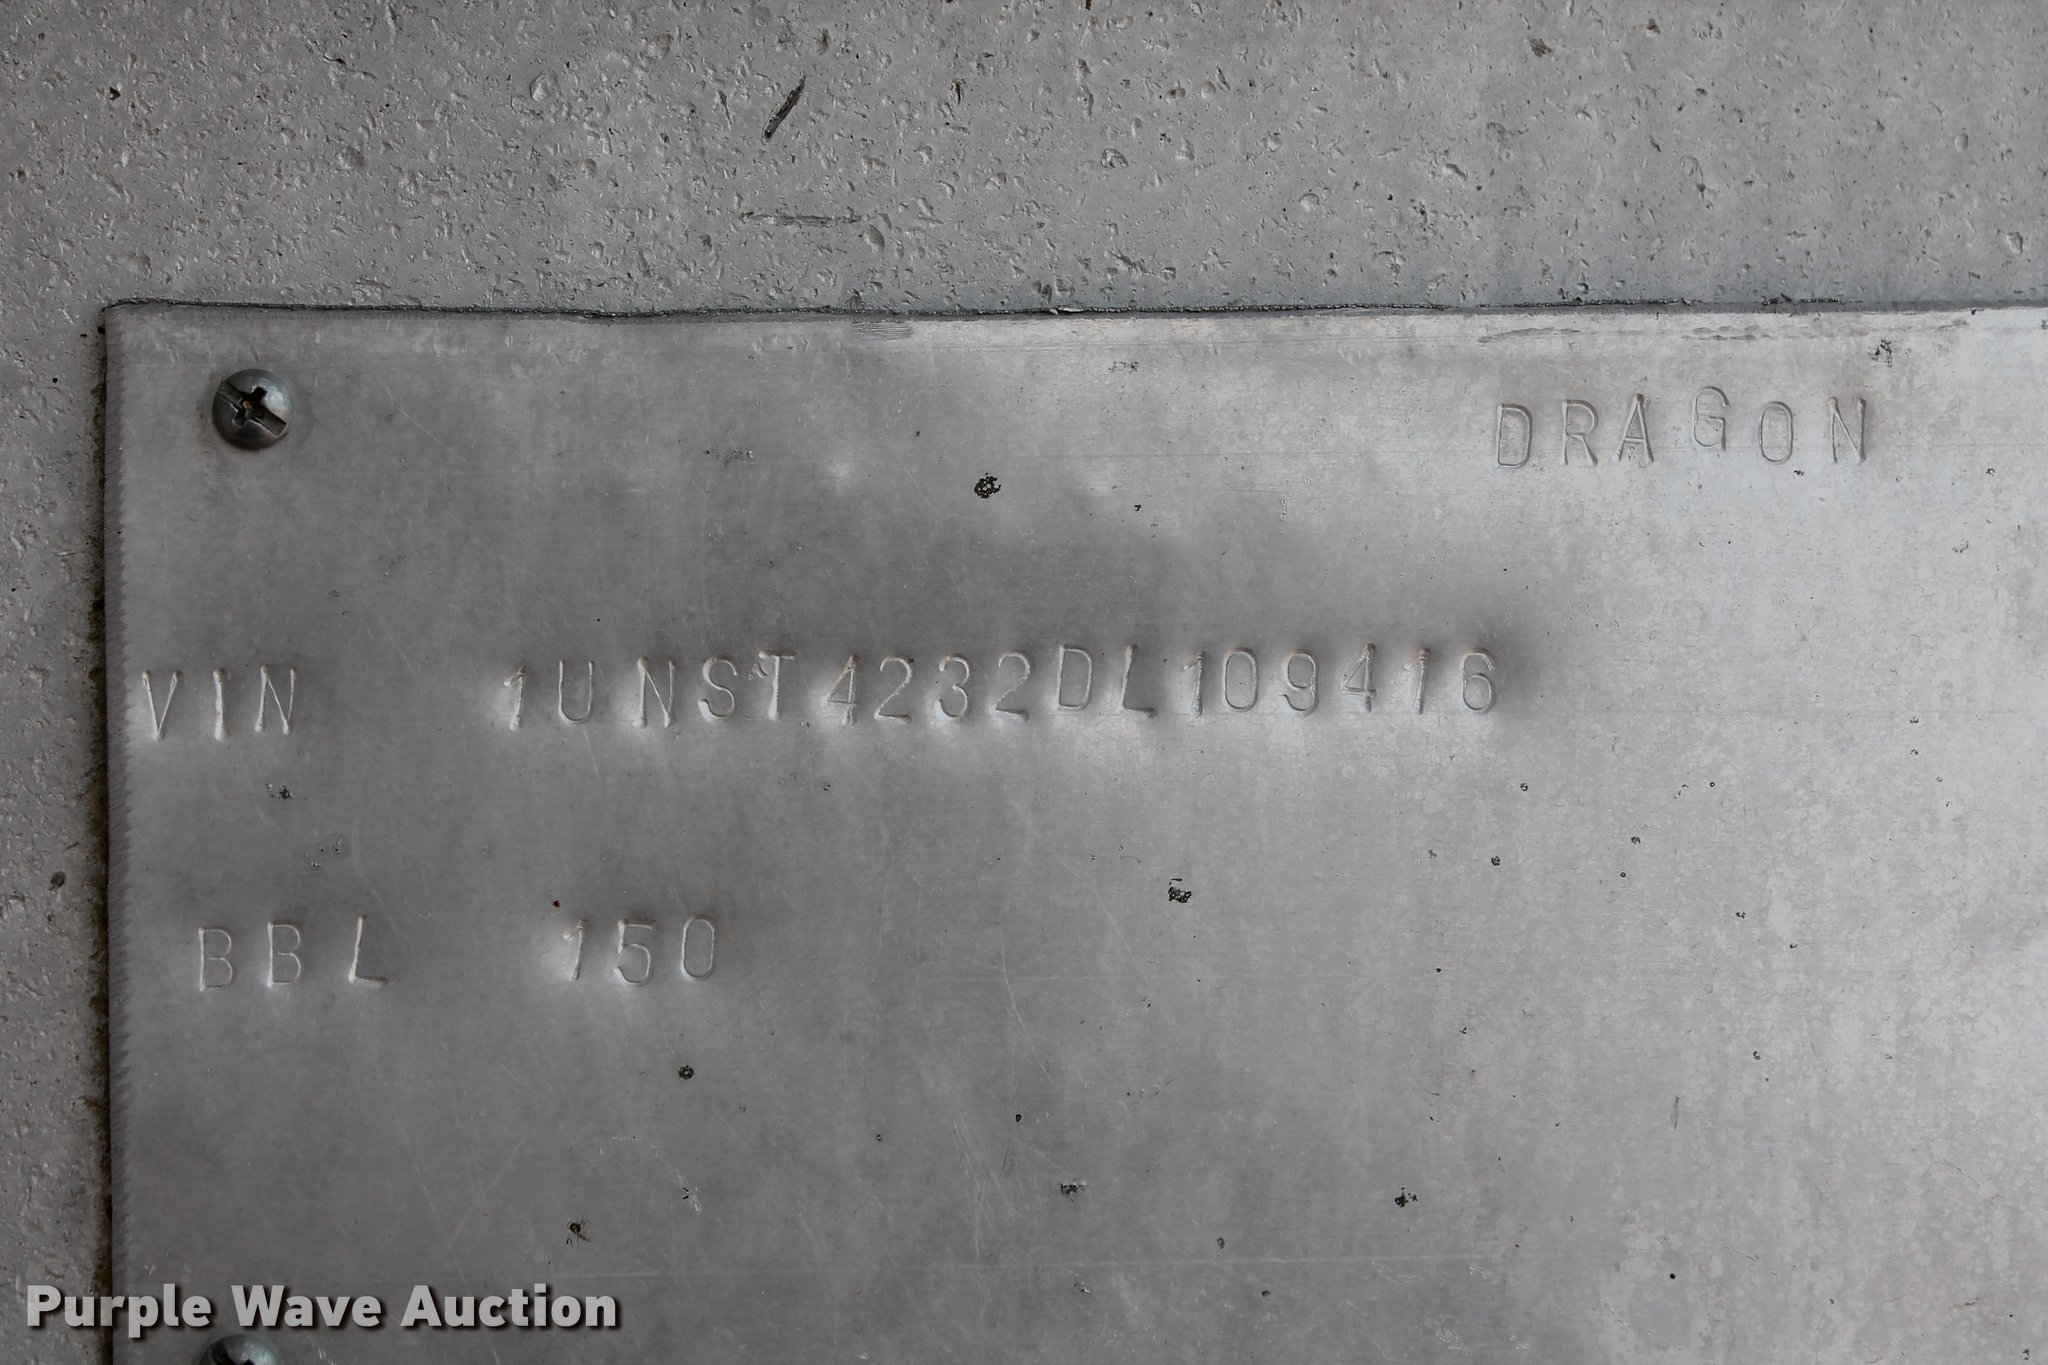 DRAGON
VIN 1UNST4232DL109416
BBL 150
Purple Wave Auction